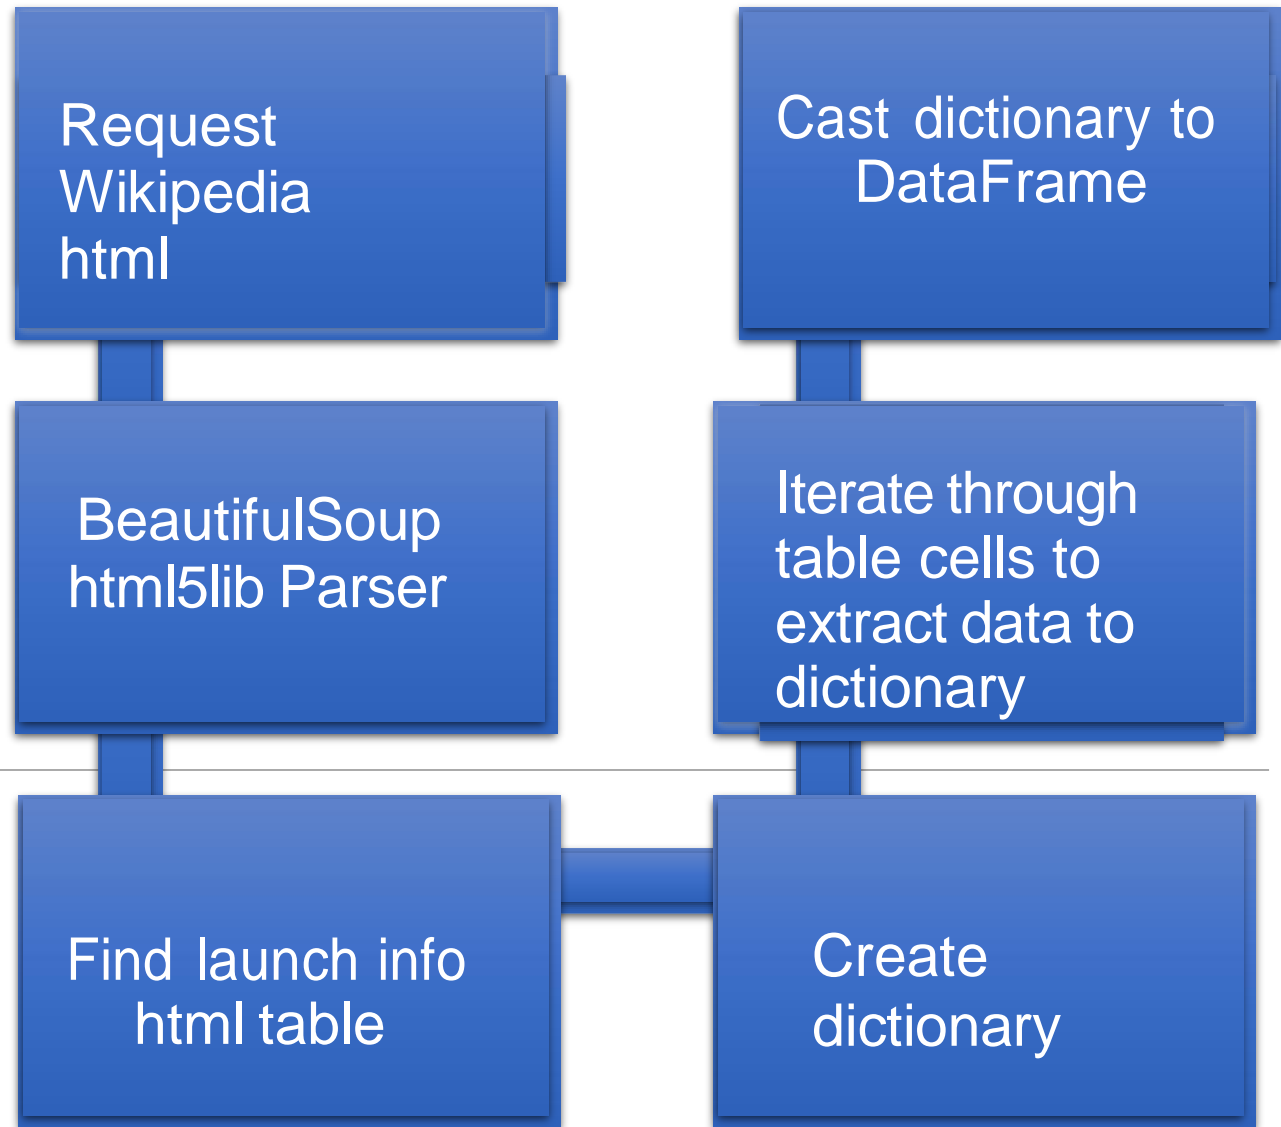 Request
Wikipedia
html
BeautifulSoup
html5lib Parser
Find launch info
html table
Create
dictionary
Iterate through
table cells to
extract data to
dictionary
Cast dictionary to
DataFrame